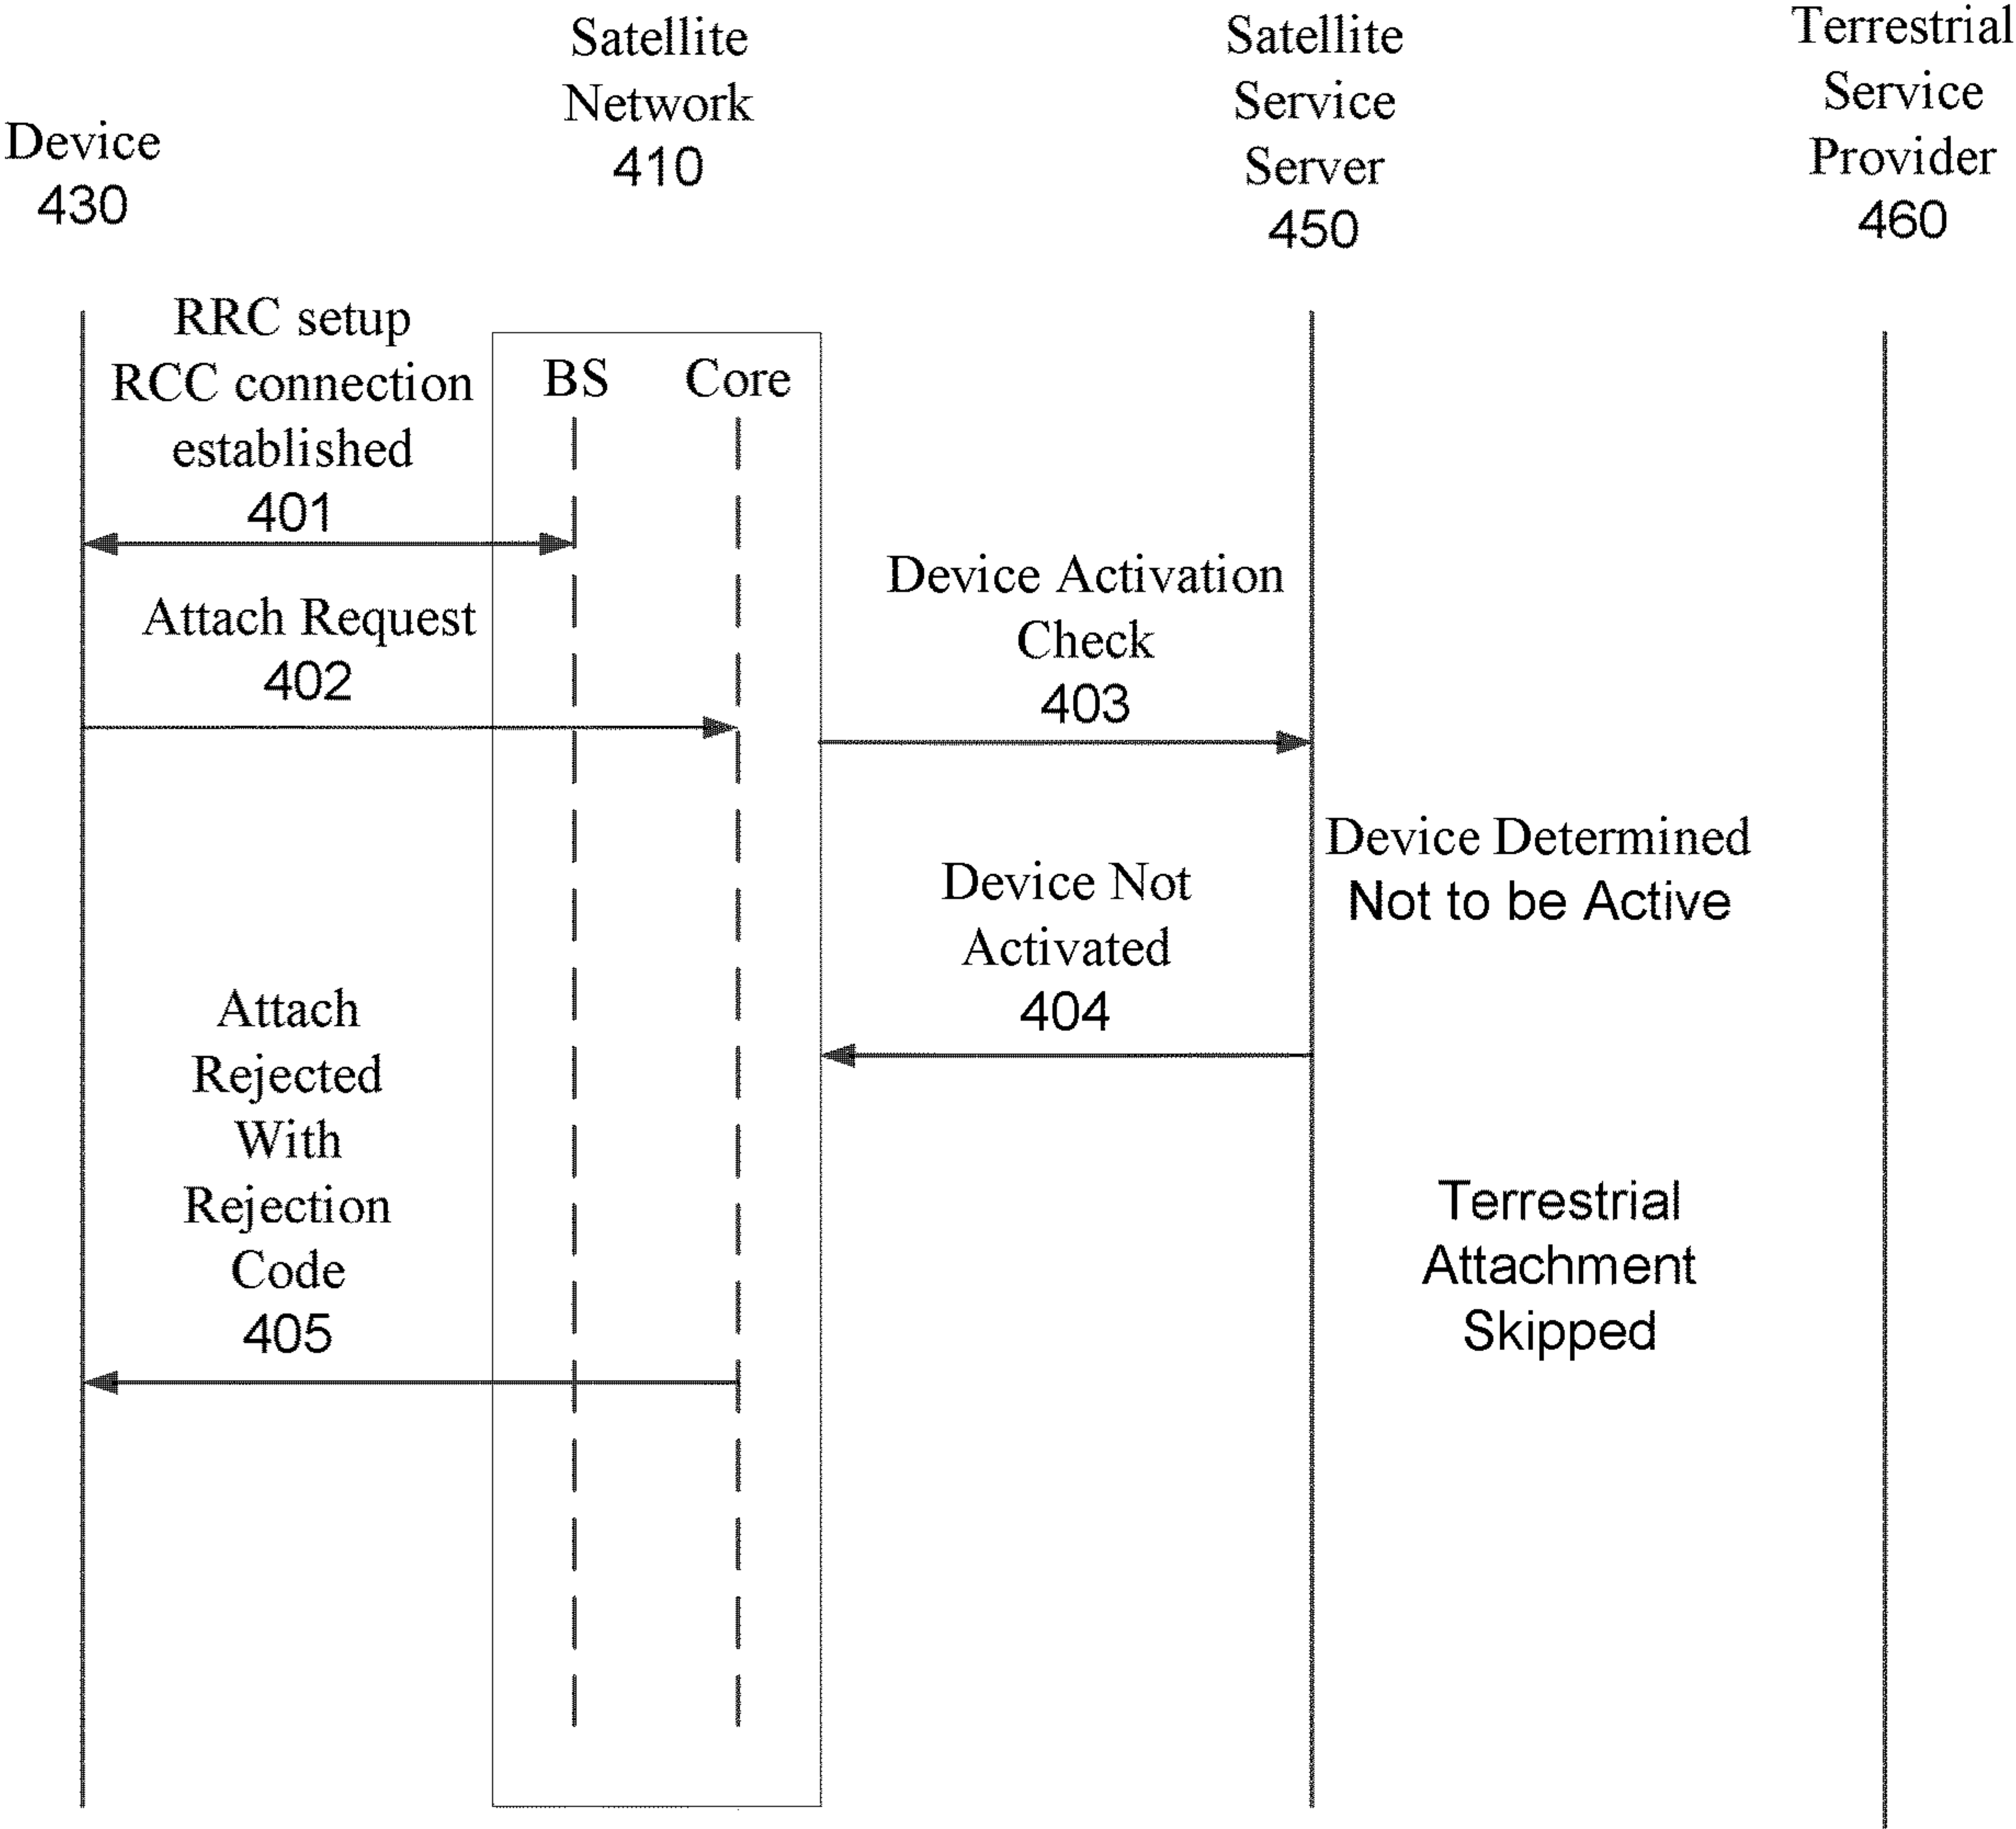 Device
430
Satellite
Network
410
Satellite
Service
Server
450
Terrestrial
Service
Provider
460
RRC setup
RCC connection
established
401
BS
Core
Attach Request
402
Device Activation
Check
403
Device Determined
Not to be Active
Device Not
Activated
404
Attach
Rejected
With
Rejection
Code
405
Terrestrial
Attachment
Skipped